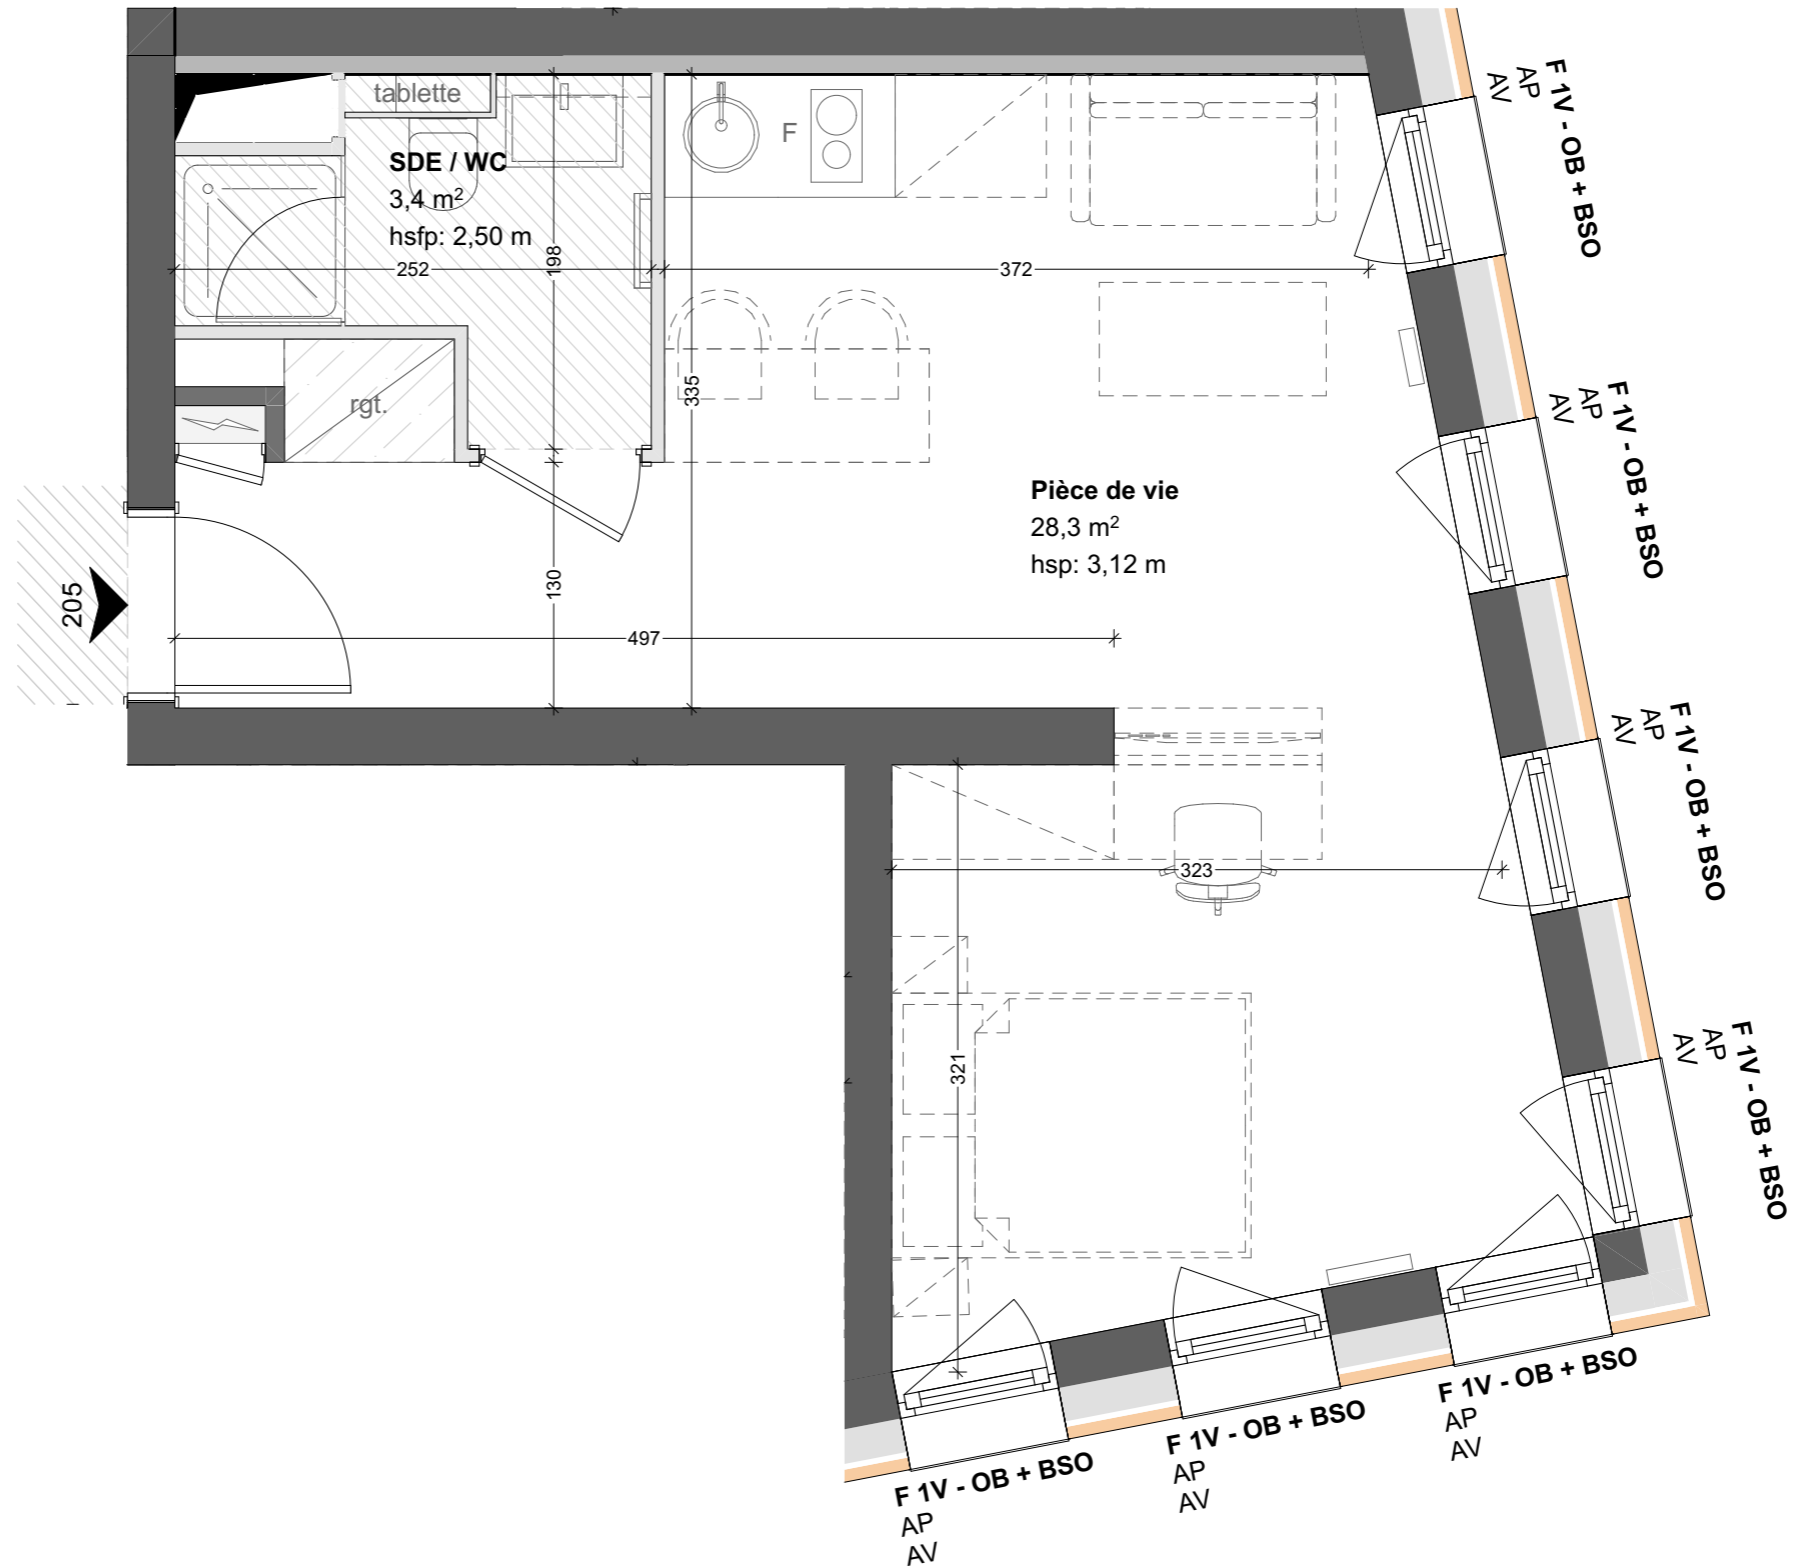 tablette
SDE / WC
3,4 m²
hsfp: 2,50 m
252
198
F
372
335
rgt.
Pièce de vie
28,3 m²
hsp: 3,12 m
205
130
497
323
321
F 1V - OB + BSO
AP
AV
F 1V - OB + BSO
AP
AV
F 1V - OB + BSO
AP
AV
F 1V - OB + BSO
AP
AV
F 1V - OB + BSO
AP
AV
F 1V - OB + BSO
AP
AV
F 1V - OB + BSO
AP
AV